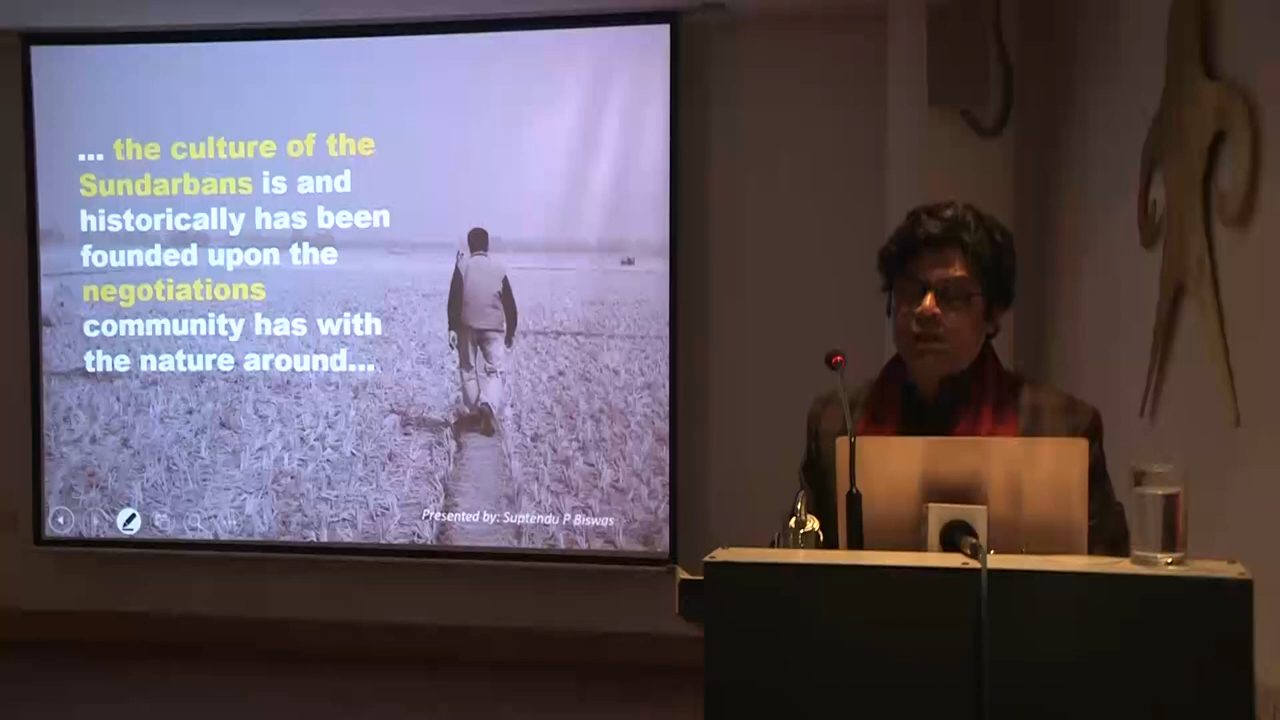 ... the culture of the
Sundarbans is and
historically has been
founded upon the
negotiations
community has with
the nature around...
Presented by: Suptendu P Biswas